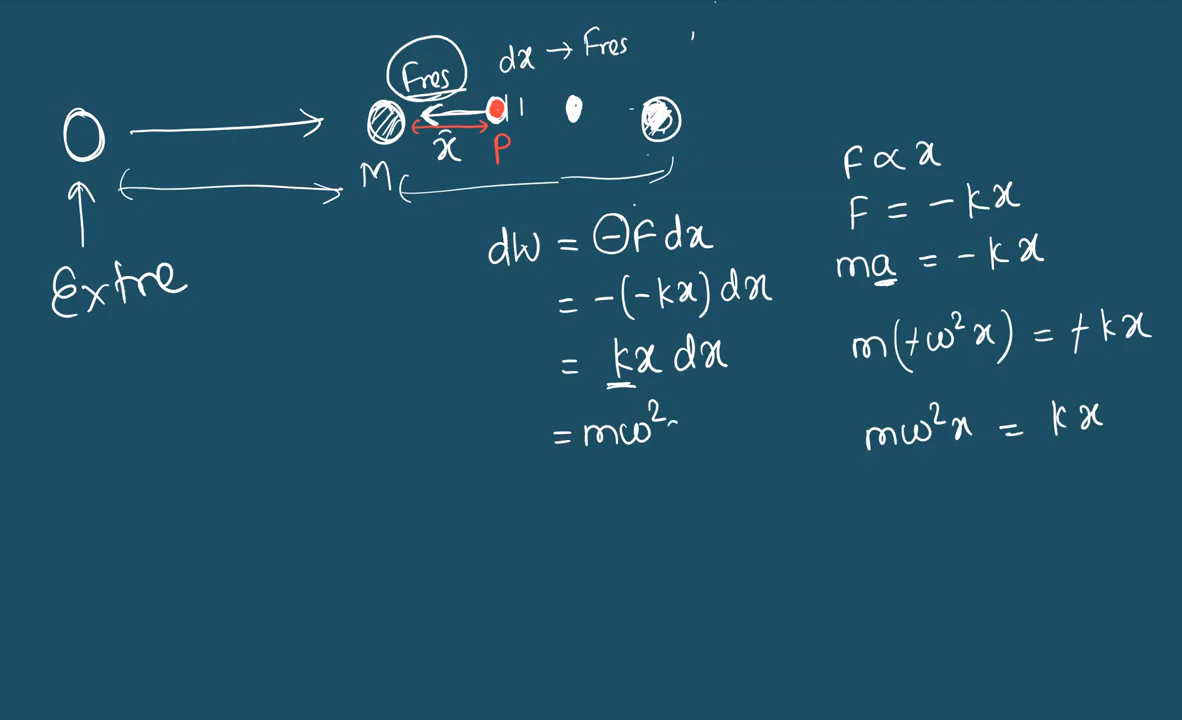 dx → Fres
Fres
x̄
P
M
Extre
dW = ⊖F dx
= -(-kx) dx
= kx dx
= mω²
F ∝ x
F = -kx
ma = -kx
m(+ω²x) = +kx
mω²x = kx